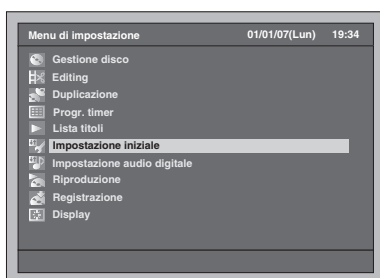 Menu di impostazione 01/01/07(Lun) 19:34
Gestione disco
Editing
Duplicazione
Progr. timer
Lista titoli
Impostazione iniziale
Impostazione audio digitale
Riproduzione
Registrazione
Display